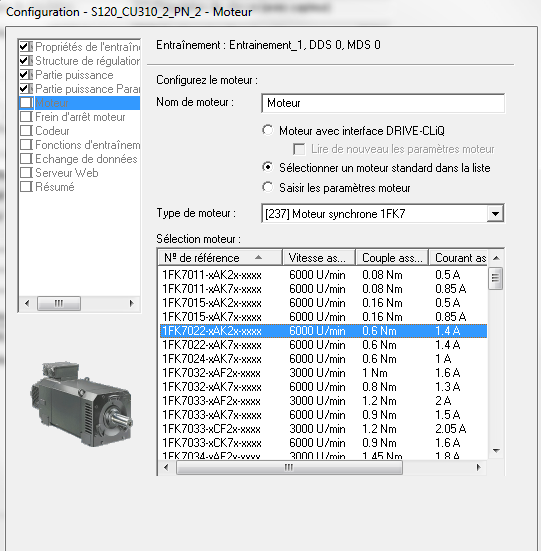 Configuration - S120_CU310_2_PN_2 - Moteur
Propriétés de l'entraîne
Structure de régulation
Partie puissance
Partie puissance Para
Moteur
Frein d'arrêt moteur
Codeur
Fonctions d'entraînem
Echange de données
Serveur Web
Résumé
Entraînement : Entrainement_1, DDS 0, MDS 0
Configurez le moteur :
Nom de moteur : Moteur
Moteur avec interface DRIVE-CLiQ
Lire de nouveau les paramètres moteur
Sélectionner un moteur standard dans la liste
Saisir les paramètres moteur
Type de moteur : [237] Moteur synchrone 1FK7
Sélection moteur :
Nº de référence Vitesse as... Couple ass... Courant as
1FK7011-xAK2x-xxxx 6000 U/min 0.08 Nm 0.5 A
1FK7011-xAK7x-xxxx 6000 U/min 0.08 Nm 0.85 A
1FK7015-xAK2x-xxxx 6000 U/min 0.16 Nm 0.5 A
1FK7015-xAK7x-xxxx 6000 U/min 0.16 Nm 0.85 A
1FK7022-xAK2x-xxxx 6000 U/min 0.6 Nm 1.4 A
1FK7022-xAK7x-xxxx 6000 U/min 0.6 Nm 1.4 A
1FK7024-xAK7x-xxxx 6000 U/min 0.6 Nm 1 A
1FK7032-xAF2x-xxxx 3000 U/min 1 Nm 1.6 A
1FK7032-xAK7x-xxxx 6000 U/min 0.8 Nm 1.3 A
1FK7033-xAF2x-xxxx 3000 U/min 1.2 Nm 2 A
1FK7033-xAK7x-xxxx 6000 U/min 0.9 Nm 1.5 A
1FK7033-xCF2x-xxxx 3000 U/min 1.2 Nm 2.05 A
1FK7033-xCK7x-xxxx 6000 U/min 0.9 Nm 1.6 A
1FK7034-xAF2x-xxxx 3000 U/min 1.45 Nm 1.8 A